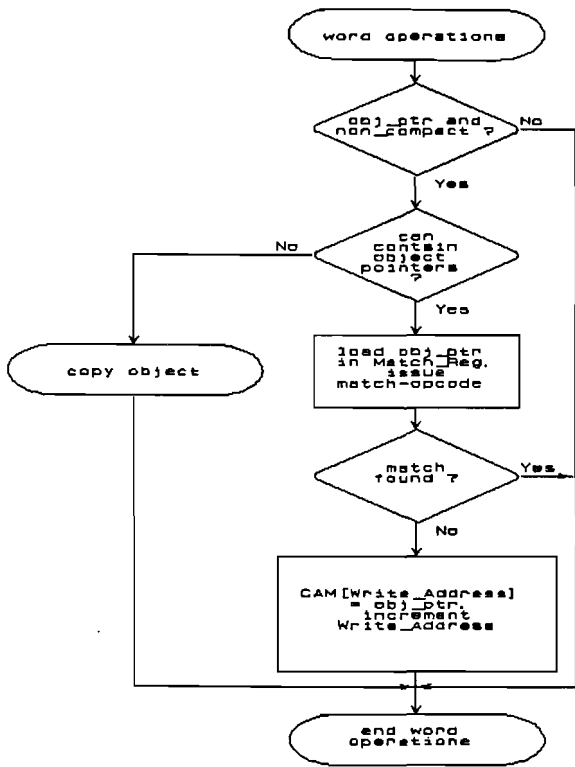 word operations
obj_ptr and
non_compact ?
No
Yes
can
contain
object
pointers
?
No
Yes
copy object
load obj_ptr
in Match_Reg.
issue
match-opcode
match
found ?
Yes
No
CAM[Write_Address]
= obj_ptr.
increment
Write_Address
end word
operations